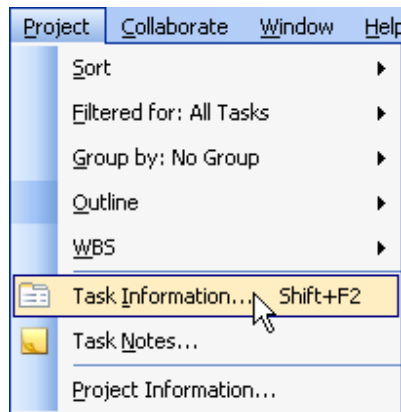 Project Collaborate Window Help
Sort
Filtered for: All Tasks
Group by: No Group
Outline
WBS
Task Information... Shift+F2
Task Notes...
Project Information...